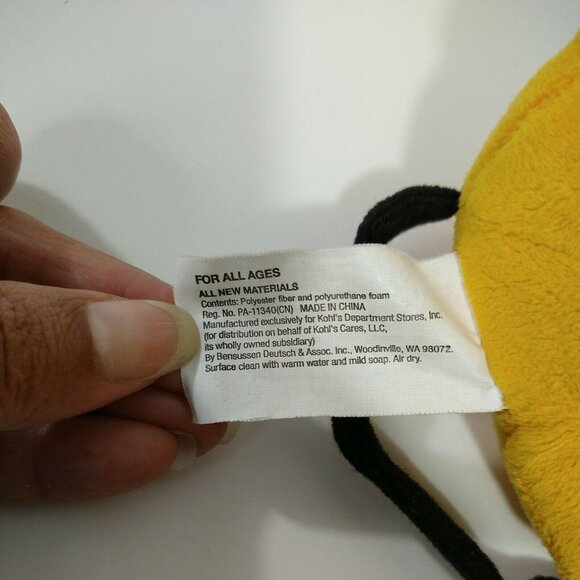 FOR ALL AGES
ALL NEW MATERIALS
Contents: Polyester fiber and polyurethane foam
Reg. No. PA-11340(CN) MADE IN CHINA
Manufactured exclusively for Kohl's Department Stores, Inc.
(for distribution on behalf of Kohl's Cares, LLC,
its wholly owned subsidiary)
By Bensussen Deutsch & Assoc. Inc., Woodinville, WA 98072.
Surface clean with warm water and mild soap. Air dry.